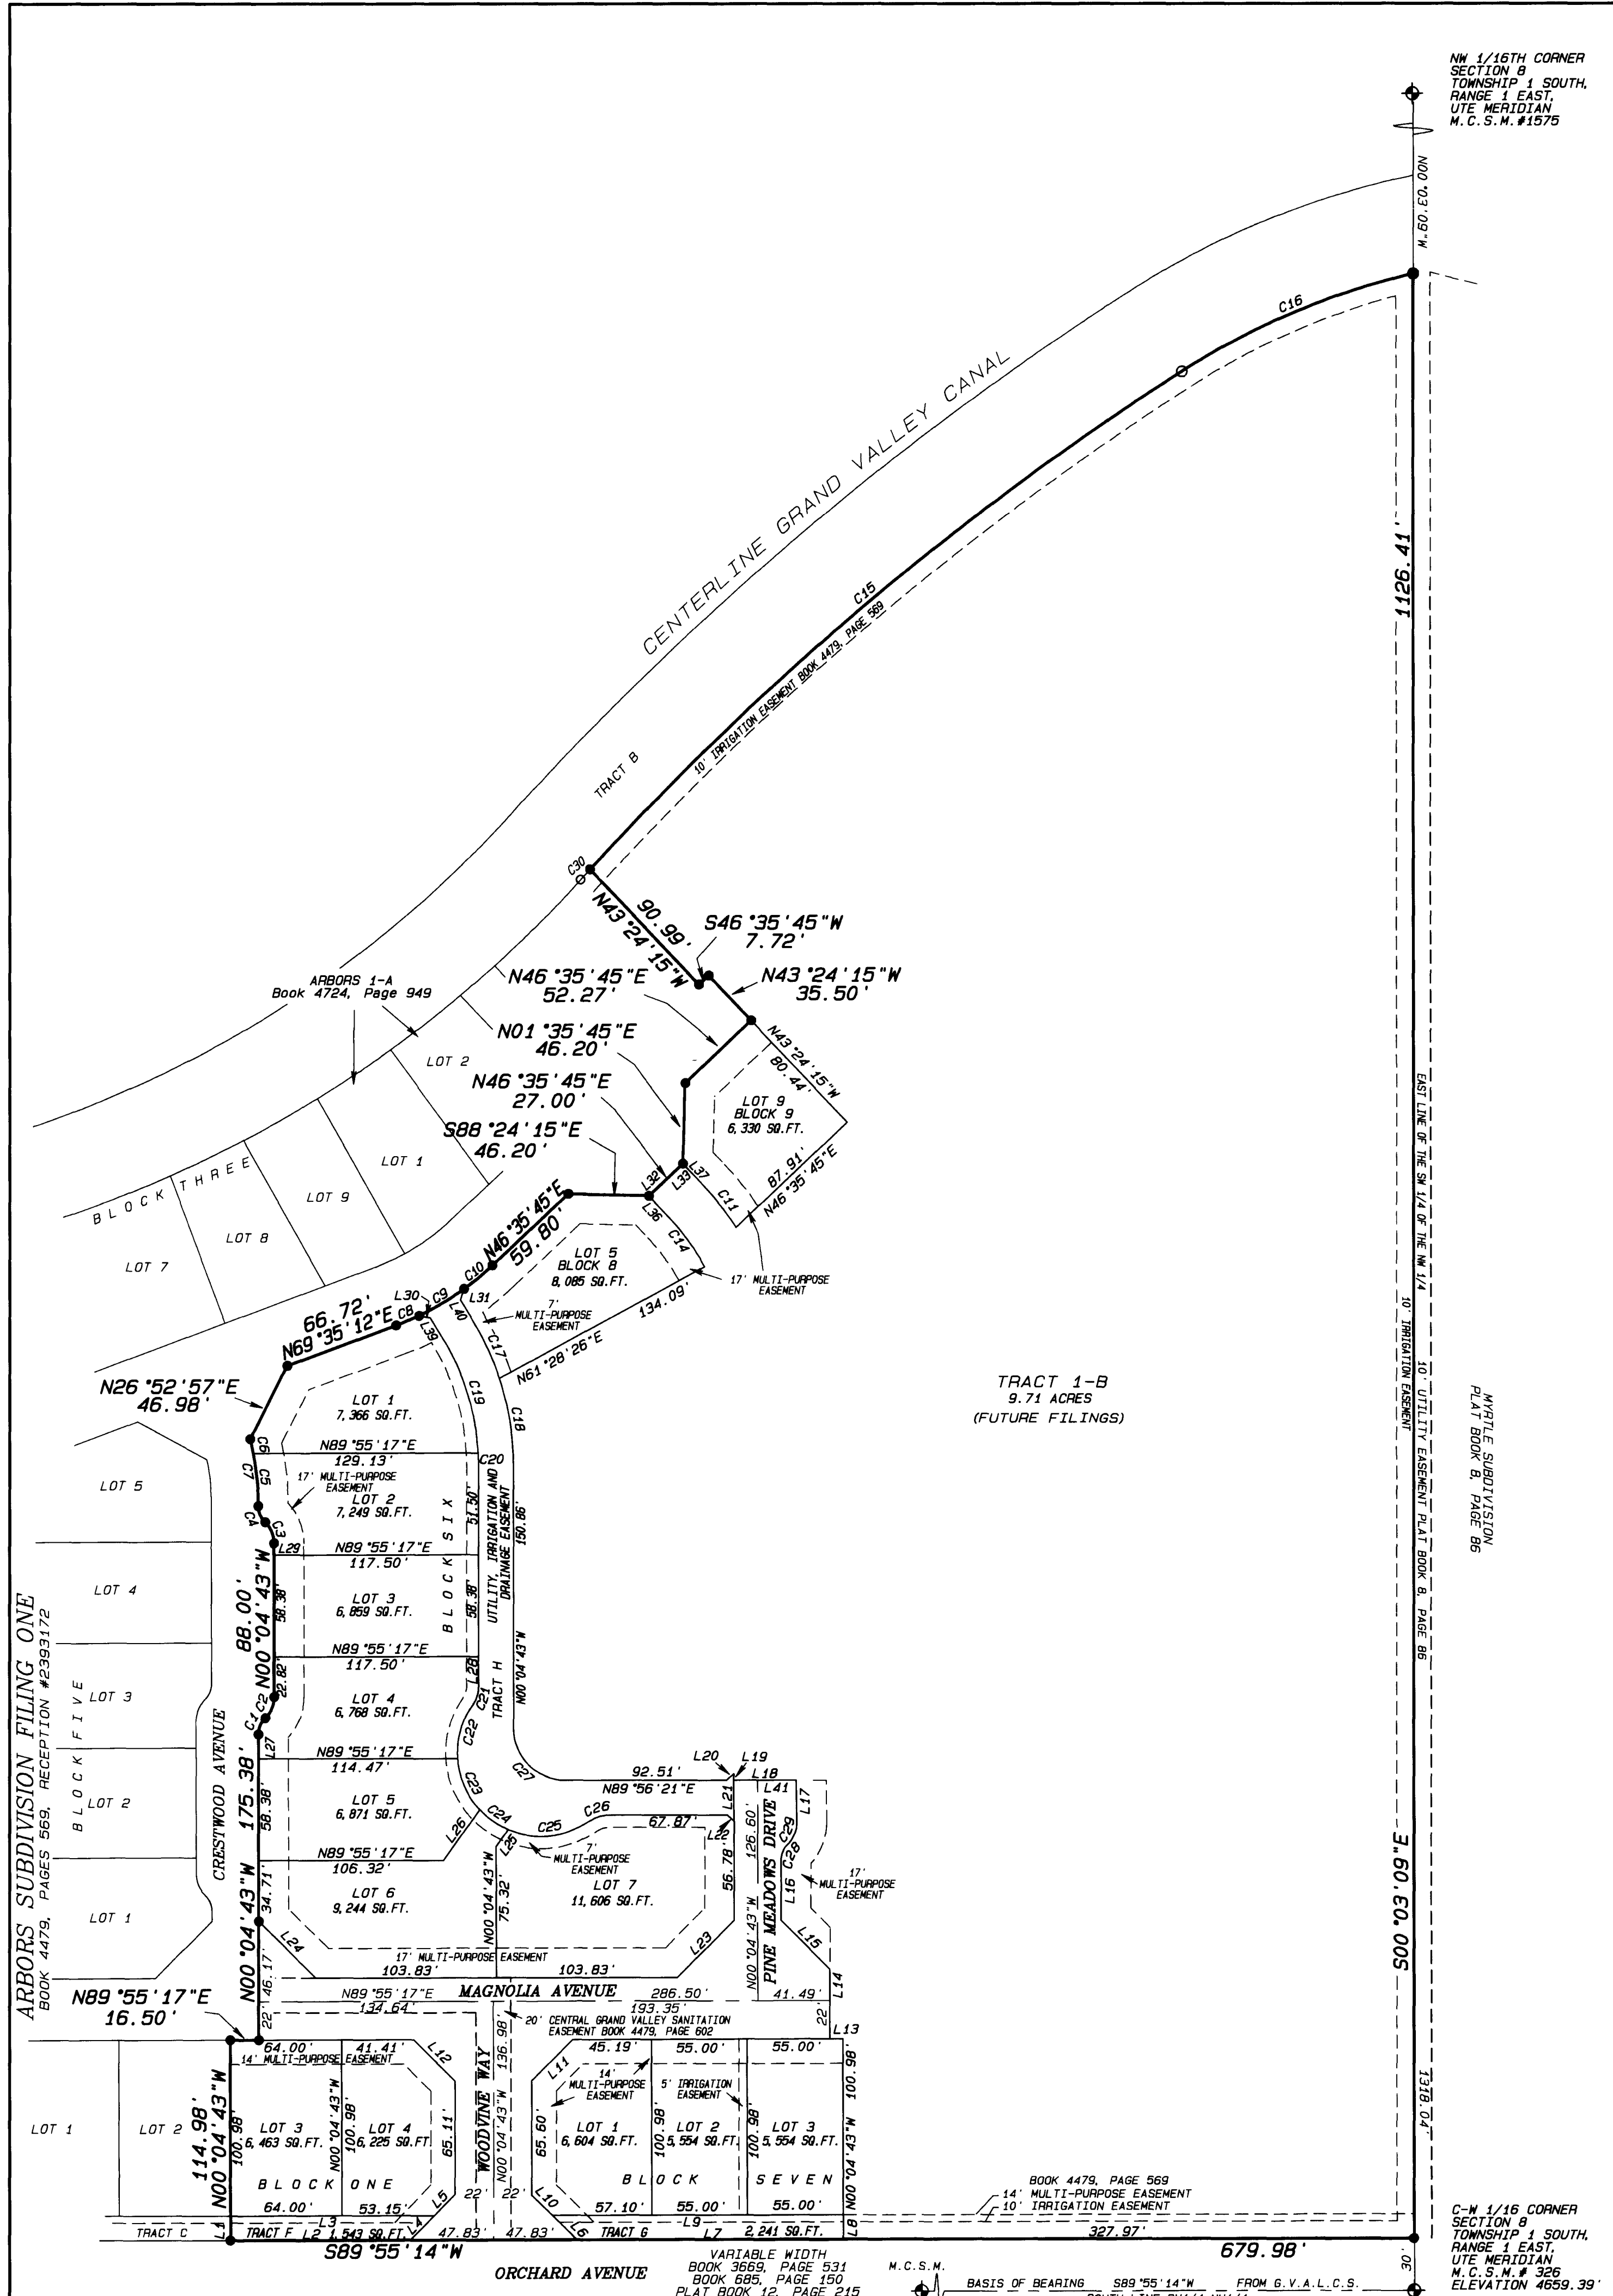 NW 1/16TH CORNER
SECTION 8
TOWNSHIP 1 SOUTH,
RANGE 1 EAST,
UTE MERIDIAN
M.C.S.M.#1575
N00°03'09"W
C16
CENTERLINE GRAND VALLEY CANAL
C15
10' IRRIGATION EASEMENT BOOK 4479, PAGE 569
1126.41'
TRACT B
C30
90.99'
N43°24'15"W
S46°35'45"W
7.72'
N43°24'15"W
35.50'
N46°35'45"E
52.27'
ARBORS 1-A
Book 4724, Page 949
N01°35'45"E
46.20'
N46°35'45"E
27.00'
S88°24'15"E
46.20'
N43°24'15"W
80.44'
LOT 9
BLOCK 9
6,330 SQ.FT.
87.91'
N46°35'45"E
LOT 2
LOT 1
LOT 9
LOT 8
LOT 7
BLOCK THREE
L32
L33
L37
C11
L36
C14
17' MULTI-PURPOSE
EASEMENT
N46°35'45"E
59.80'
LOT 5
BLOCK 8
8,085 SQ.FT.
7'
MULTI-PURPOSE
EASEMENT
134.09'
N61°28'26"E
C10
C9
L30
C8
L31
L40
L39
C17
66.72'
N69°35'12"E
N26°52'57"E
46.98'
C19
C18
C20
EAST LINE OF THE SW 1/4 OF THE NW 1/4
10' IRRIGATION EASEMENT
10' UTILITY EASEMENT PLAT BOOK 8, PAGE 86
MYRTLE SUBDIVISION
PLAT BOOK 8, PAGE 86
TRACT 1-B
9.71 ACRES
(FUTURE FILINGS)
LOT 1
7,366 SQ.FT.
N89°55'17"E
129.13'
17' MULTI-PURPOSE
EASEMENT
LOT 2
7,249 SQ.FT.
N89°55'17"E
117.50'
LOT 3
6,859 SQ.FT.
N89°55'17"E
117.50'
LOT 4
6,768 SQ.FT.
N89°55'17"E
114.47'
LOT 5
6,871 SQ.FT.
N89°55'17"E
106.32'
LOT 6
9,244 SQ.FT.
BLOCK SIX
51.50'
58.38'
L28
C21
C22
C23
C24
C25
C26
C27
UTILITY, IRRIGATION AND
DRAINAGE EASEMENT
150.86'
TRACT H
N00°04'43"W
C6
C7
C5
C4
C3
L29
88.00'
N00°04'43"W
58.38'
22.82'
C2
C1
L27
175.38'
N00°04'43"W
58.38'
34.71'
46.17'
22'
LOT 5
LOT 4
LOT 3
LOT 2
LOT 1
BLOCK FIVE
ARBORS SUBDIVISION FILING ONE
BOOK 4479, PAGES 569, RECEPTION #2393172
CRESTWOOD AVENUE
92.51'
N89°56'21"E
67.87'
L20
L19
L18
L41
L17
L21
L22
L26
L25
7'
MULTI-PURPOSE
EASEMENT
LOT 7
11,606 SQ.FT.
N00°04'43"W
75.32'
56.78'
126.60'
N00°04'43"W
PINE MEADOWS DRIVE
C29
C28
L16
L15
L14
17'
MULTI-PURPOSE
EASEMENT
L24
L23
17' MULTI-PURPOSE EASEMENT
103.83'
103.83'
S00°03'09"E
N89°55'17"E
16.50'
N89°55'17"E
134.64'
MAGNOLIA AVENUE
286.50'
193.35'
41.49'
22'
L13
20' CENTRAL GRAND VALLEY SANITATION
EASEMENT BOOK 4479, PAGE 602
64.00'
41.41'
14' MULTI-PURPOSE EASEMENT
L12
136.98'
WOODVINE WAY
N00°04'43"W
L11
45.19'
55.00'
55.00'
14'
MULTI-PURPOSE
EASEMENT
5' IRRIGATION
EASEMENT
100.98'
N00°04'43"W
1318.04'
LOT 1
LOT 2
114.98'
N00°04'43"W
100.98'
LOT 3
6,463 SQ.FT.
N00°04'43"W
100.98'
LOT 4
6,225 SQ.FT.
65.11'
65.60'
LOT 1
6,604 SQ.FT.
100.98'
LOT 2
5,554 SQ.FT.
100.98'
LOT 3
5,554 SQ.FT.
BLOCK ONE
BLOCK SEVEN
64.00'
53.15'
L5
22'
22'
L10
57.10'
55.00'
55.00'
BOOK 4479, PAGE 569
14' MULTI-PURPOSE EASEMENT
10' IRRIGATION EASEMENT
TRACT C
L1
TRACT F
L3
L2
1,543 SQ.FT.
L4
47.83'
47.83'
L6
TRACT G
L9
L7
2,241 SQ.FT.
L8
327.97'
S89°55'14"W
679.98'
30'
ORCHARD AVENUE
VARIABLE WIDTH
BOOK 3669, PAGE 531
BOOK 685, PAGE 150
PLAT BOOK 12, PAGE 215
M.C.S.M.
BASIS OF BEARING S89°55'14"W FROM G.V.A.L.C.S.
C-W 1/16 CORNER
SECTION 8
TOWNSHIP 1 SOUTH,
RANGE 1 EAST,
UTE MERIDIAN
M.C.S.M.# 326
ELEVATION 4659.39'